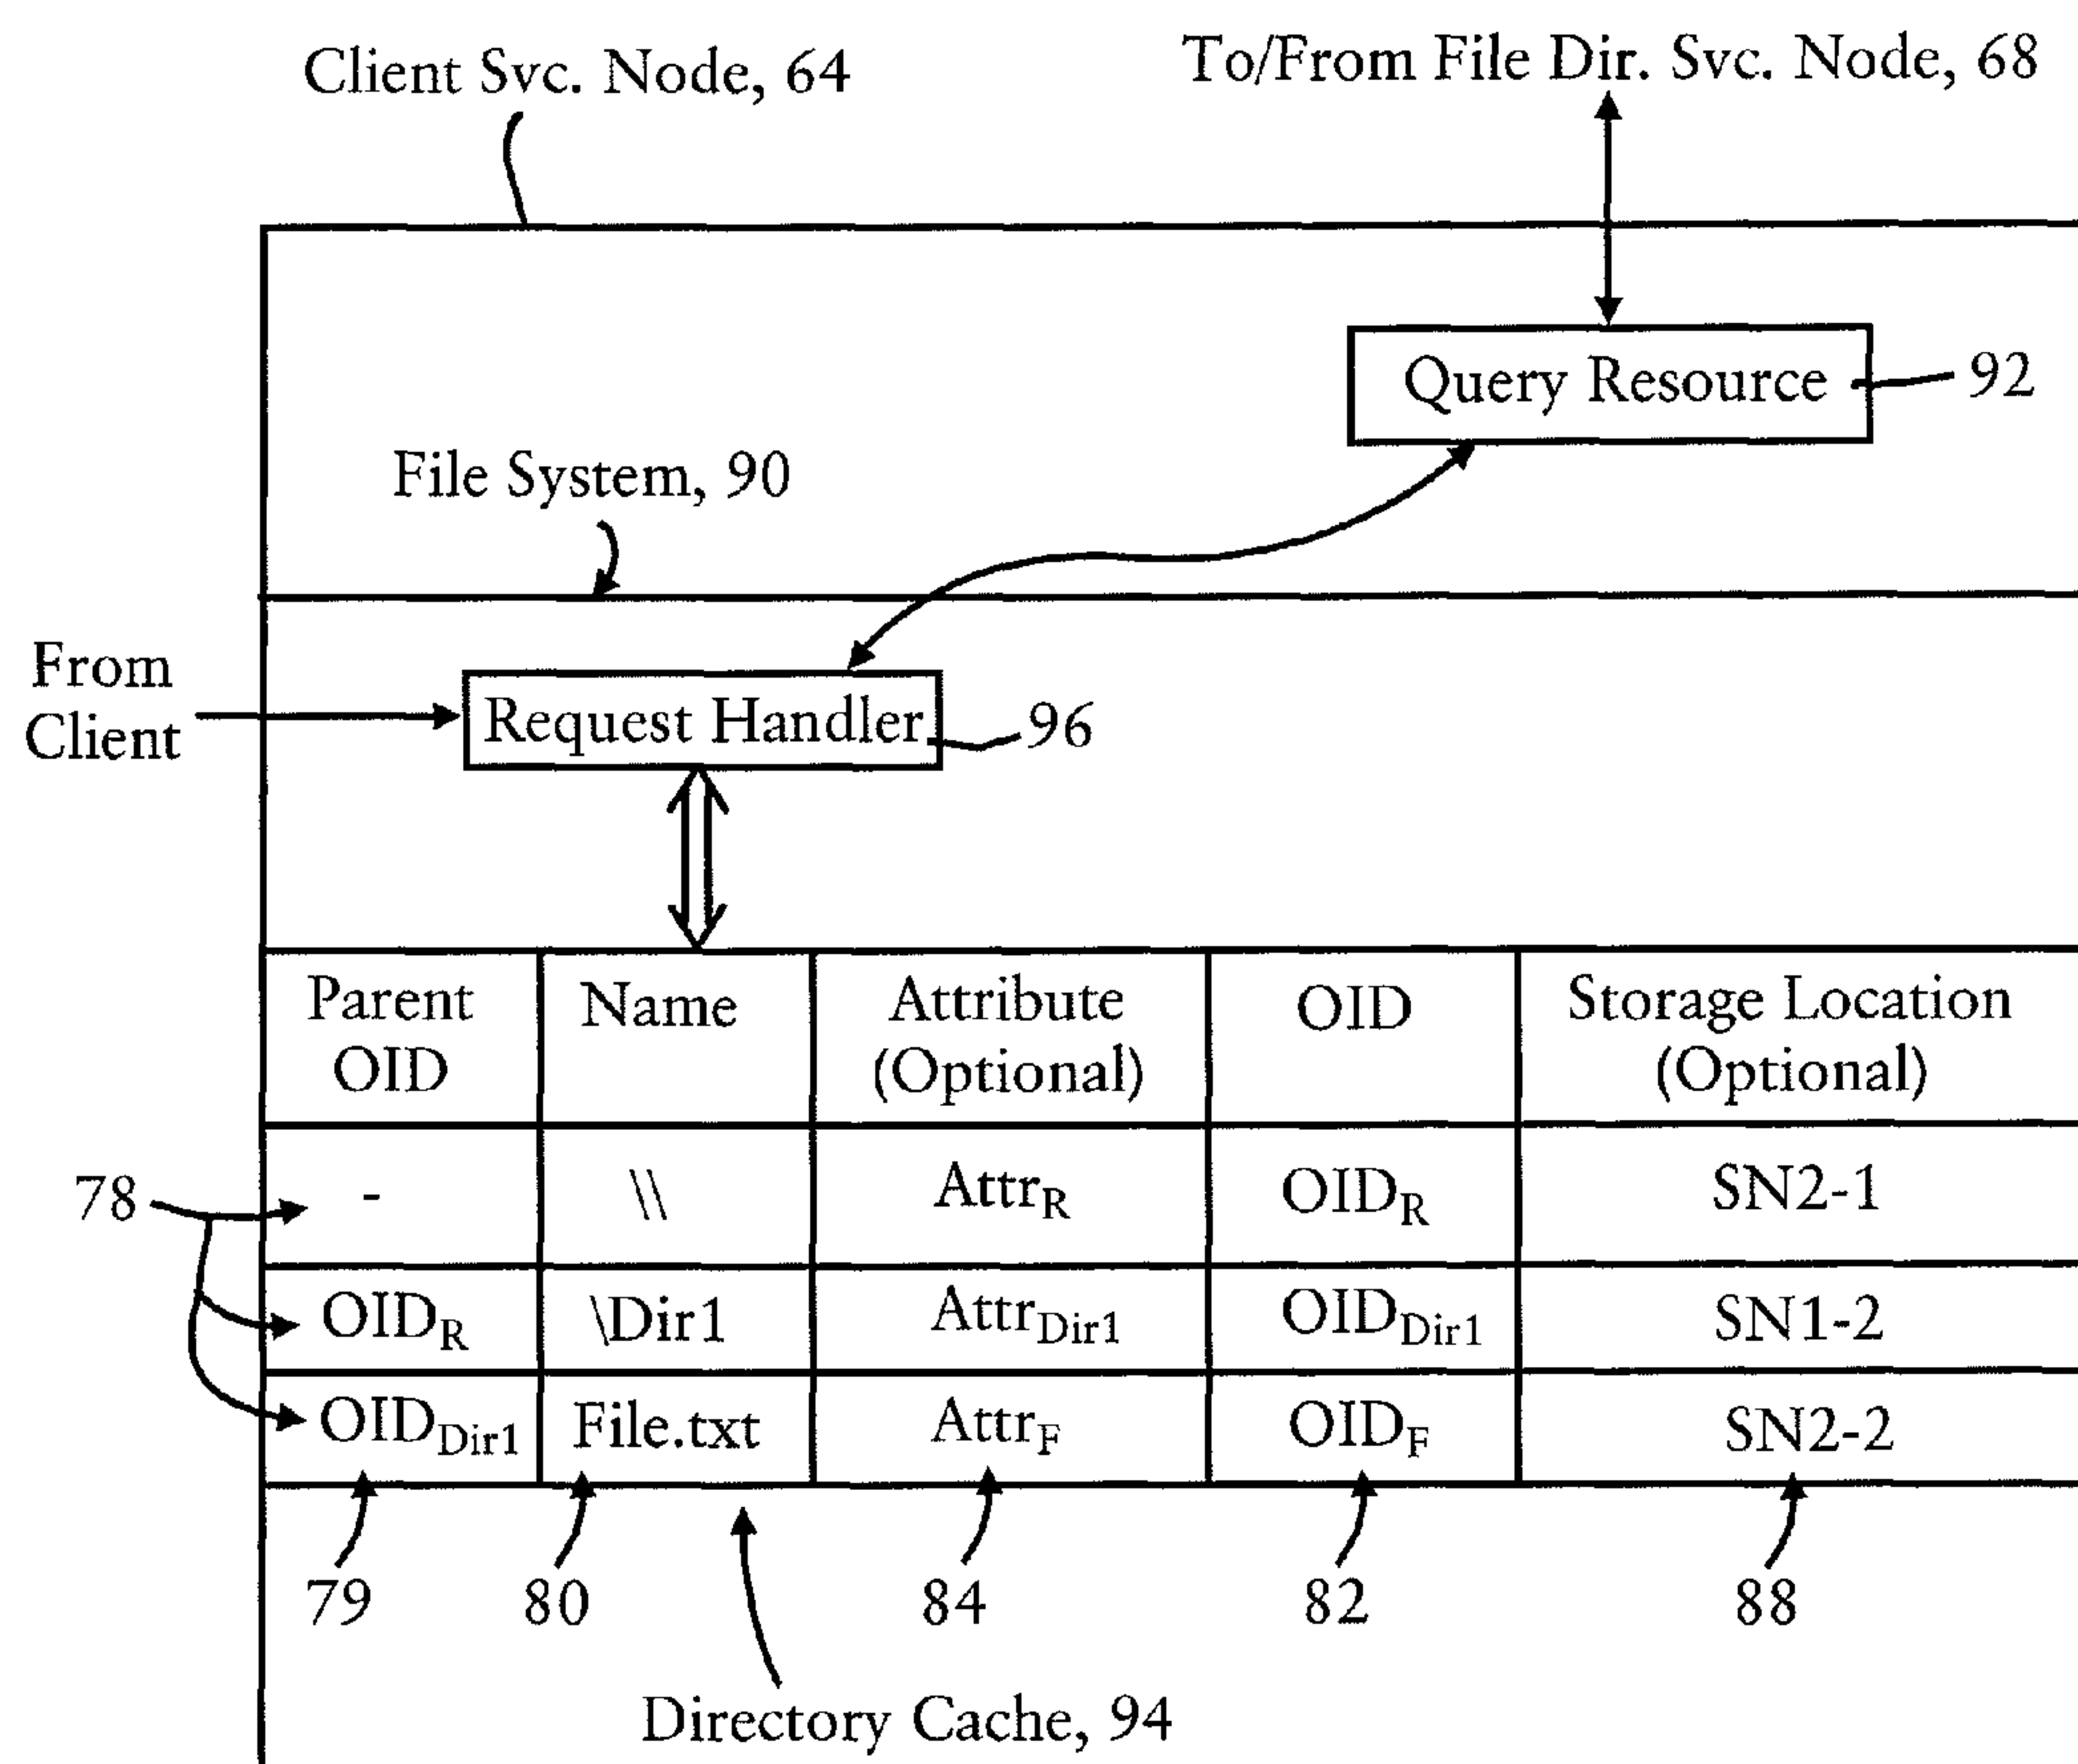 Client Svc. Node, 64
To/From File Dir. Svc. Node, 68
Query Resource
92
File System, 90
From
Client
Request Handler
96
Parent
OID
Name
Attribute
(Optional)
OID
Storage Location
(Optional)
78
-
\\
AttrR
OIDR
SN2-1
OIDR
\Dir1
AttrDir1
OIDDir1
SN1-2
OIDDir1
File.txt
AttrF
OIDF
SN2-2
79
80
84
82
88
Directory Cache, 94